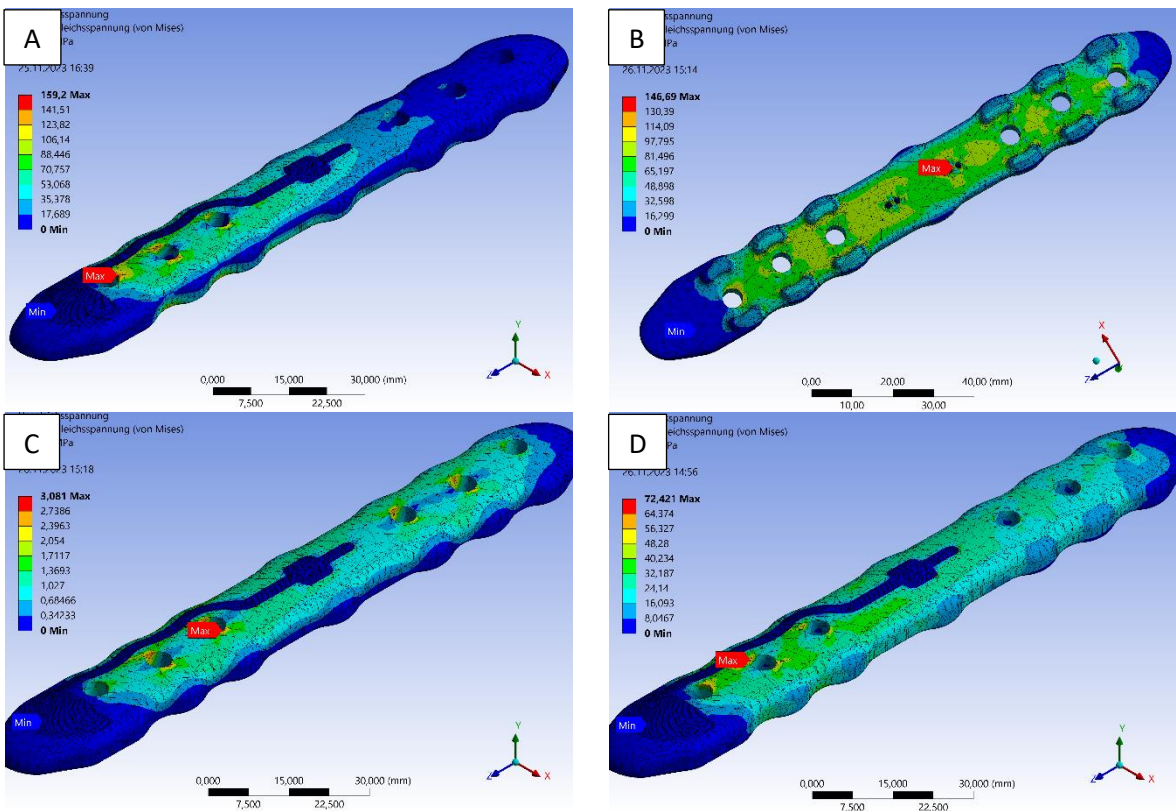 A
sspannung
leichsspannung (von Mises)
Pa
25.11.2023 16:39
159,2 Max
141,51
123,82
106,14
88,446
70,757
53,068
35,378
17,689
0 Min
Max
Min
Y
Z
X
0,000
15,000
30,000 (mm)
7,500
22,500
B
sspannung
leichsspannung (von Mises)
Pa
26.11.2023 15:14
146,69 Max
130,39
114,09
97,795
81,496
65,197
48,898
32,598
16,299
0 Min
Max
Min
X
Z
0,00
20,00
40,00 (mm)
10,00
30,00
C
sspannung
leichsspannung (von Mises)
MPa
26.11.2023 15:18
3,081 Max
2,7386
2,3963
2,054
1,7117
1,3693
1,027
0,68466
0,34233
0 Min
Max
Min
Y
Z
X
0,000
15,000
30,000 (mm)
7,500
22,500
D
sspannung
leichsspannung (von Mises)
Pa
26.11.2023 14:56
72,421 Max
64,374
56,327
48,28
40,234
32,187
24,14
16,093
8,0467
0 Min
Max
Min
Y
Z
X
0,000
15,000
30,000 (mm)
7,500
22,500